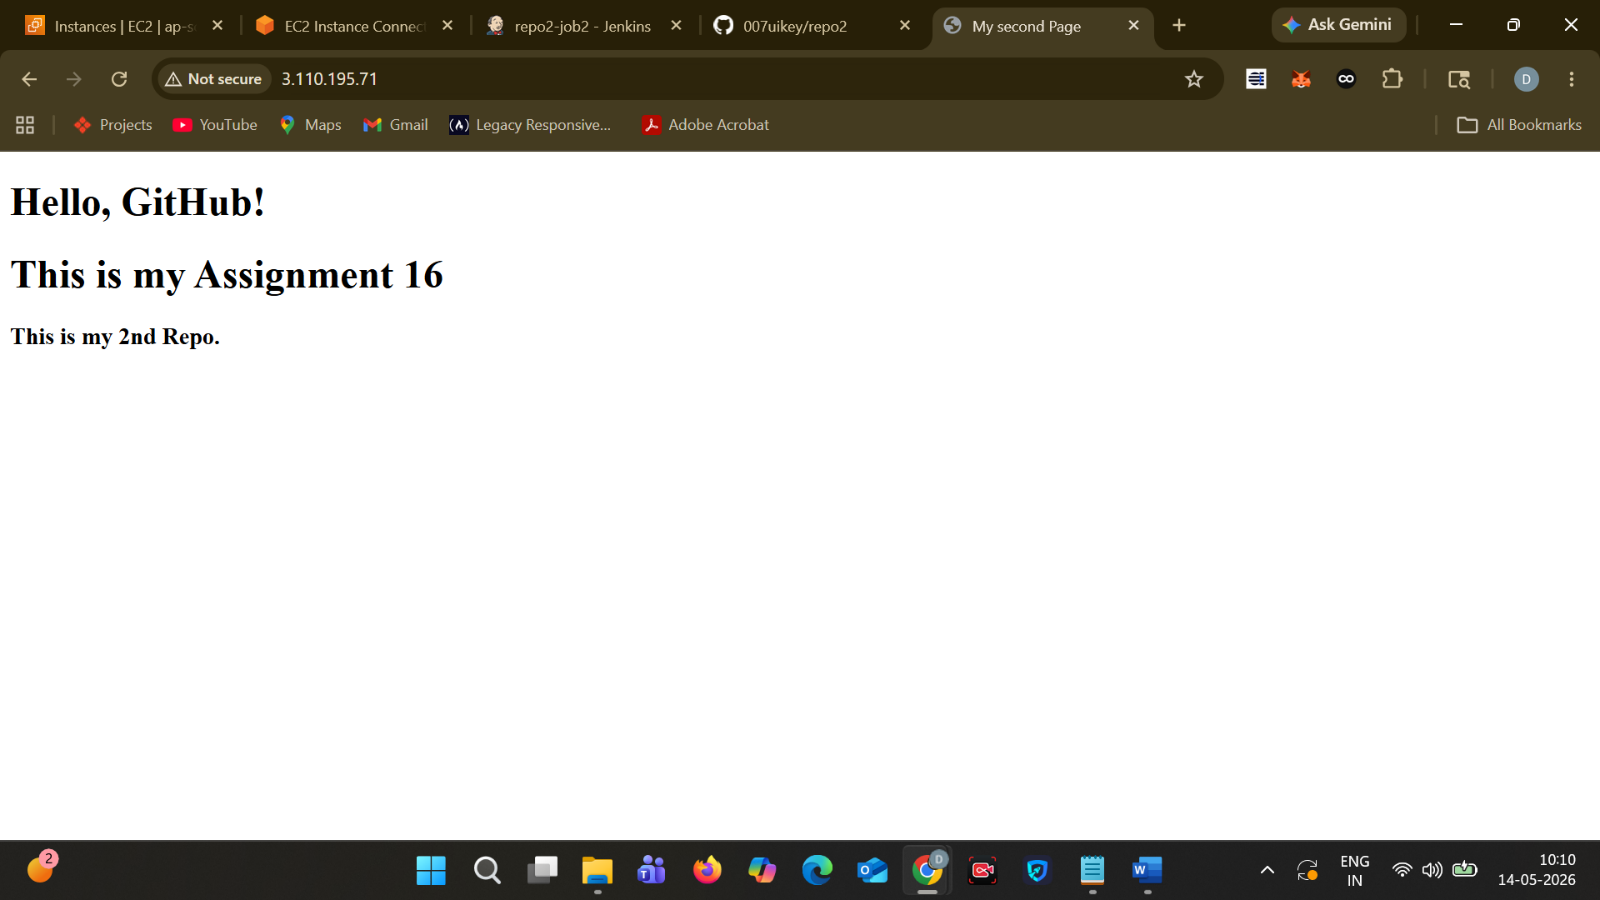 Instances | EC2 | ap-s
EC2 Instance Connect
repo2-job2 - Jenkins
007uikey/repo2
My second Page
Ask Gemini
Not secure
3.110.195.71
D
Projects
YouTube
Maps
Gmail
Legacy Responsive...
Adobe Acrobat
All Bookmarks
Hello, GitHub!
This is my Assignment 16
This is my 2nd Repo.
2
D
ENG
IN
10:10
14-05-2026